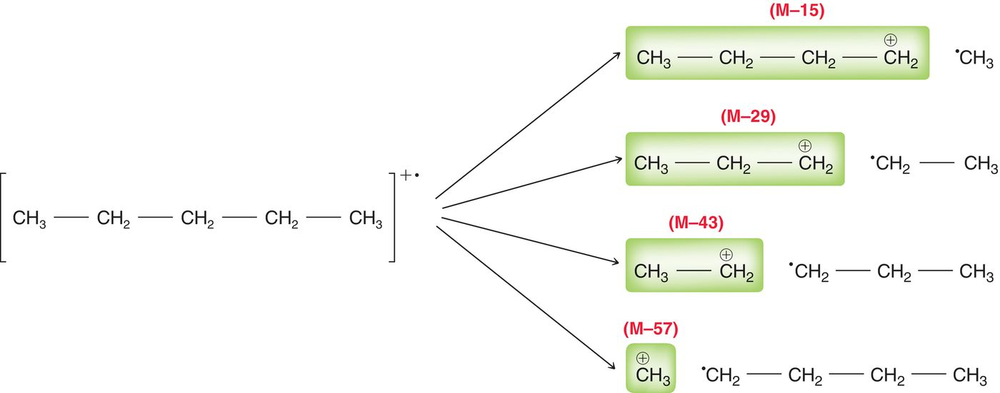 (M–15)
CH3 — CH2 — CH2 — ⊕CH2 •CH3
(M–29)
CH3 — CH2 — ⊕CH2 •CH2 — CH3
[CH3 — CH2 — CH2 — CH2 — CH3]+•
(M–43)
CH3 — ⊕CH2 •CH2 — CH2 — CH3
(M–57)
⊕CH3 •CH2 — CH2 — CH2 — CH3